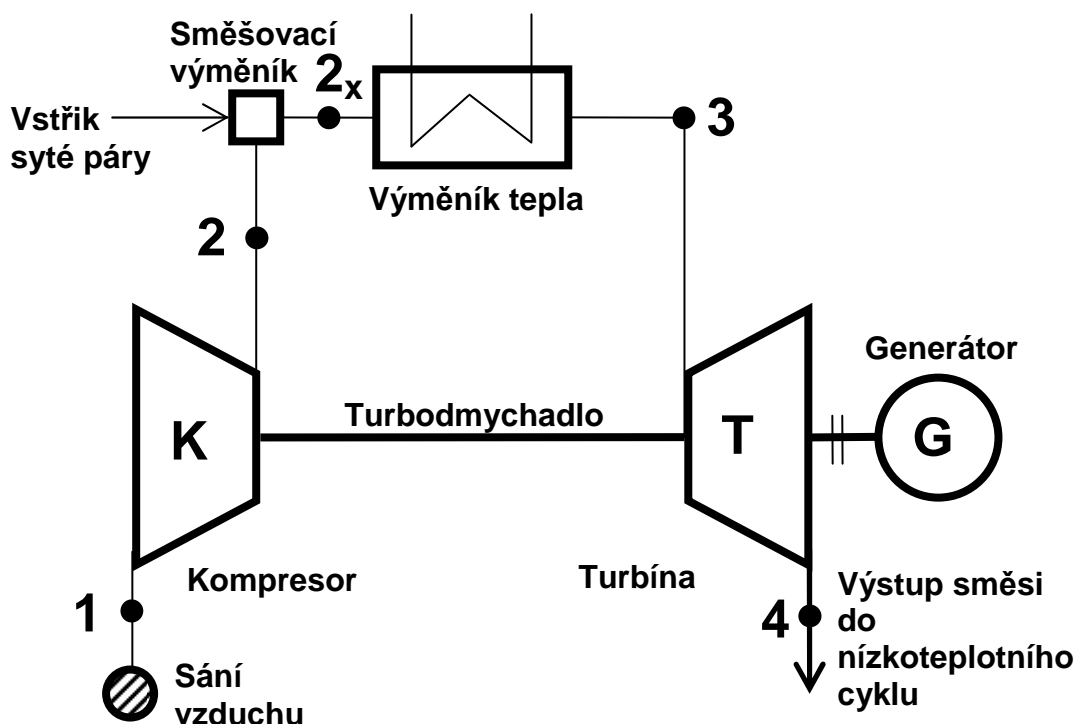 Směšovací
výměník
2x
Vstřik
syté páry
3
Výměník tepla
2
Generátor
Turbodmychadlo
K
T
G
Kompresor
Turbína
1
4
Výstup směsi
do
nízkoteplotního
cyklu
Sání
vzduchu